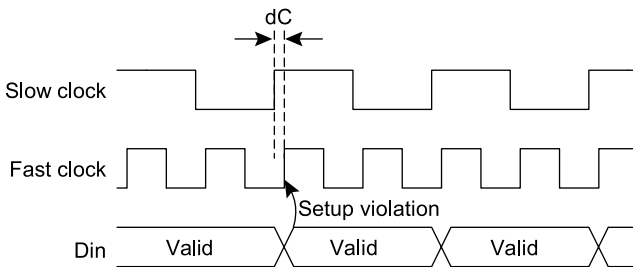 dC
Slow clock
Fast clock
Setup violation
Din
Valid
Valid
Valid